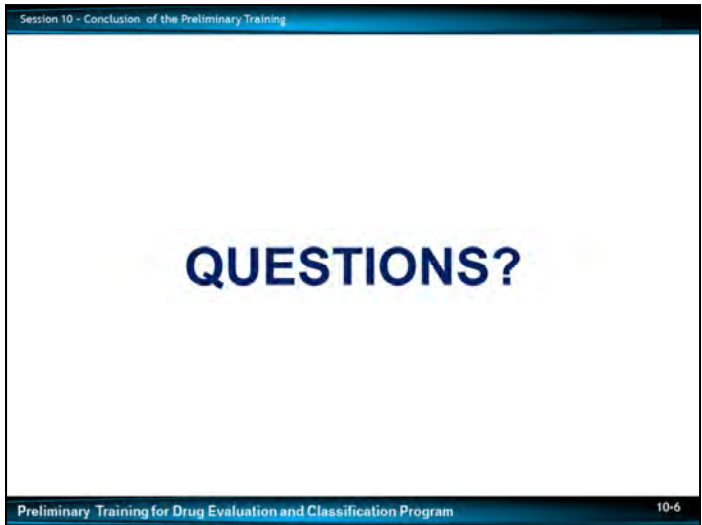 Session 10 - Conclusion of the Preliminary Training
QUESTIONS?
Preliminary Training for Drug Evaluation and Classification Program
10-6